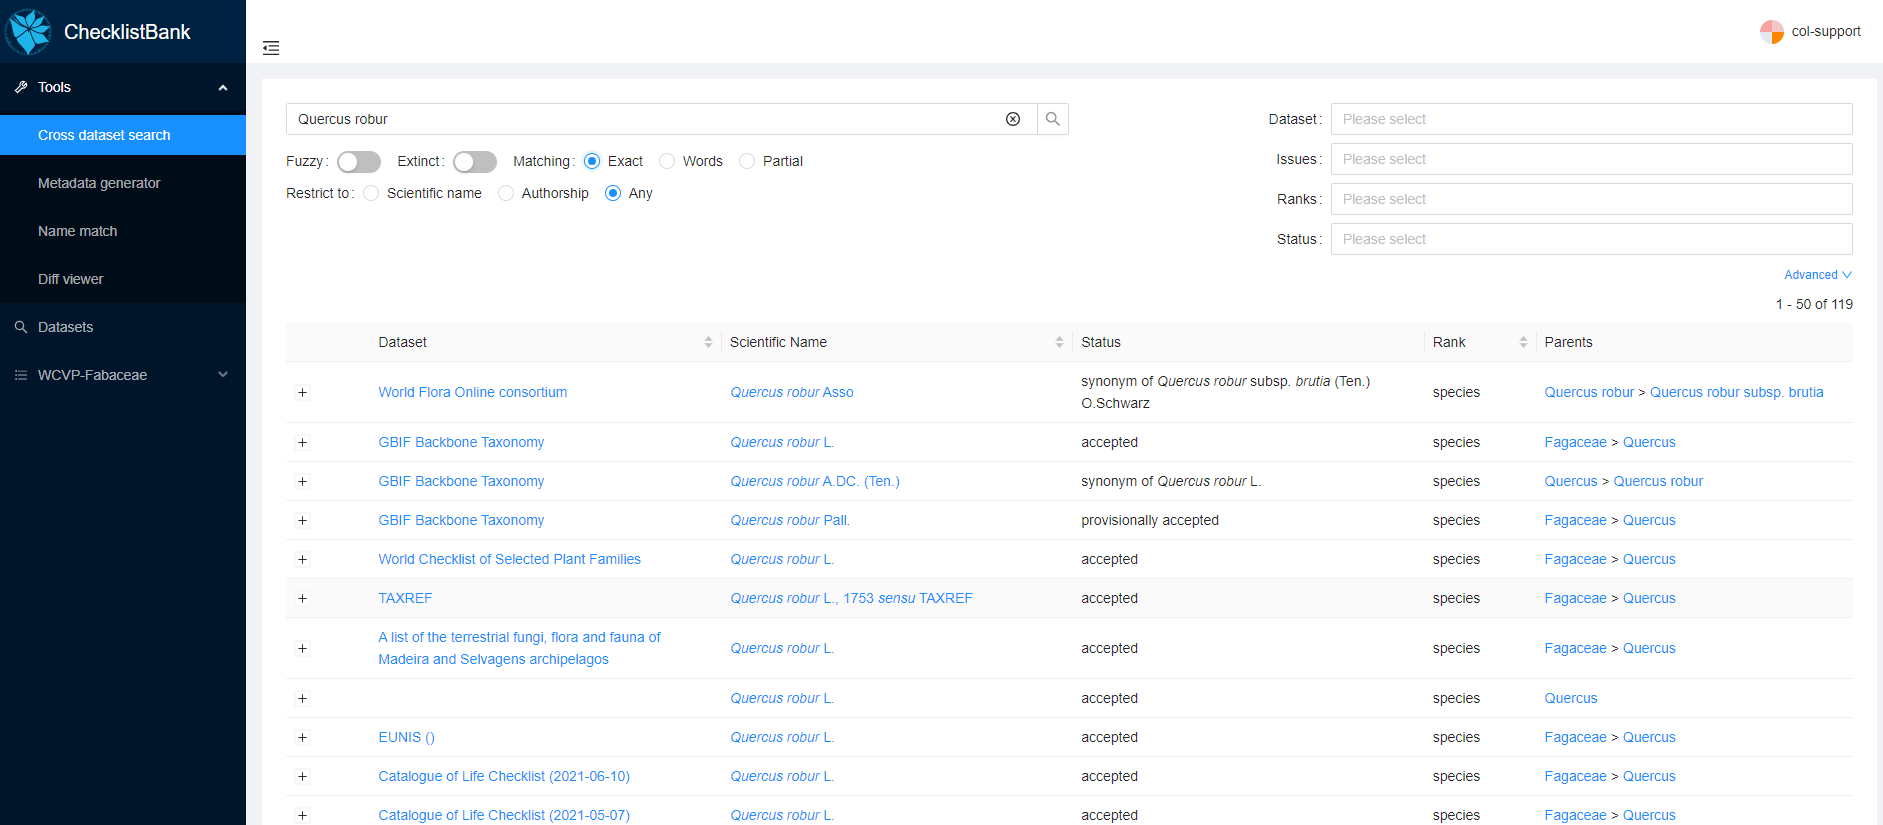 ChecklistBank
col-support
Tools
Cross dataset search
Metadata generator
Name match
Diff viewer
Datasets
WCVP-Fabaceae
Quercus robur
Fuzzy: Extinct: Matching: Exact Words Partial
Restrict to: Scientific name Authorship Any
Dataset: Please select
Issues: Please select
Ranks: Please select
Status: Please select
Advanced
1 - 50 of 119
Dataset Scientific Name Status Rank Parents
World Flora Online consortium Quercus robur Asso synonym of Quercus robur subsp. brutia (Ten.) O.Schwarz species Quercus robur > Quercus robur subsp. brutia
GBIF Backbone Taxonomy Quercus robur L. accepted species Fagaceae > Quercus
GBIF Backbone Taxonomy Quercus robur A.DC. (Ten.) synonym of Quercus robur L. species Quercus > Quercus robur
GBIF Backbone Taxonomy Quercus robur Pall. provisionally accepted species Fagaceae > Quercus
World Checklist of Selected Plant Families Quercus robur L. accepted species Fagaceae > Quercus
TAXREF Quercus robur L., 1753 sensu TAXREF accepted species Fagaceae > Quercus
A list of the terrestrial fungi, flora and fauna of Madeira and Selvagens archipelagos Quercus robur L. accepted species Fagaceae > Quercus
Quercus robur L. accepted species Quercus
EUNIS () Quercus robur L. accepted species Fagaceae > Quercus
Catalogue of Life Checklist (2021-06-10) Quercus robur L. accepted species Fagaceae > Quercus
Catalogue of Life Checklist (2021-05-07) Quercus robur L. accepted species Fagaceae > Quercus